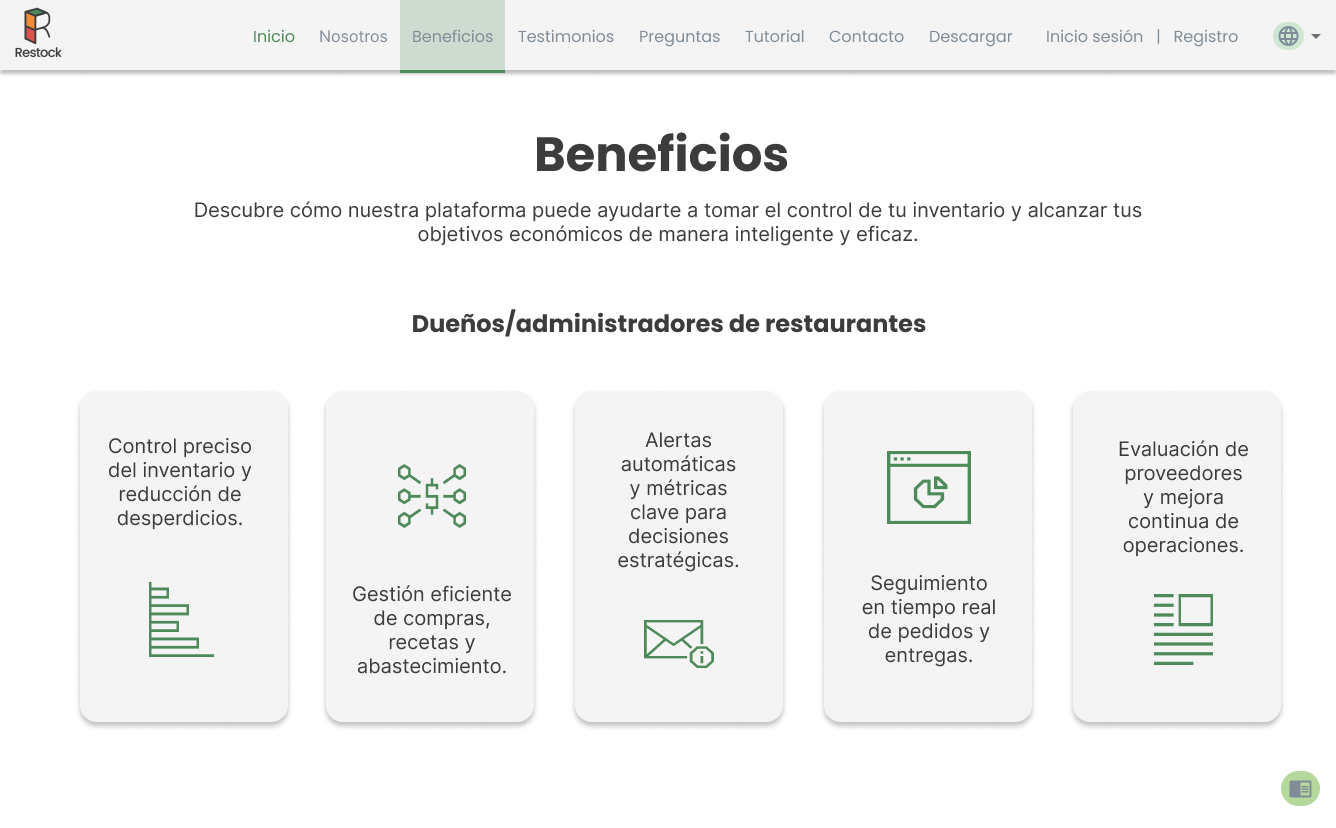 Restock
Inicio Nosotros Beneficios Testimonios Preguntas Tutorial Contacto Descargar Inicio sesión | Registro
Beneficios
Descubre cómo nuestra plataforma puede ayudarte a tomar el control de tu inventario y alcanzar tus
objetivos económicos de manera inteligente y eficaz.
Dueños/administradores de restaurantes
Control preciso
del inventario y
reducción de
desperdicios.
Gestión eficiente
de compras,
recetas y
abastecimiento.
Alertas
automáticas
y métricas
clave para
decisiones
estratégicas.
Seguimiento
en tiempo real
de pedidos y
entregas.
Evaluación de
proveedores
y mejora
continua de
operaciones.